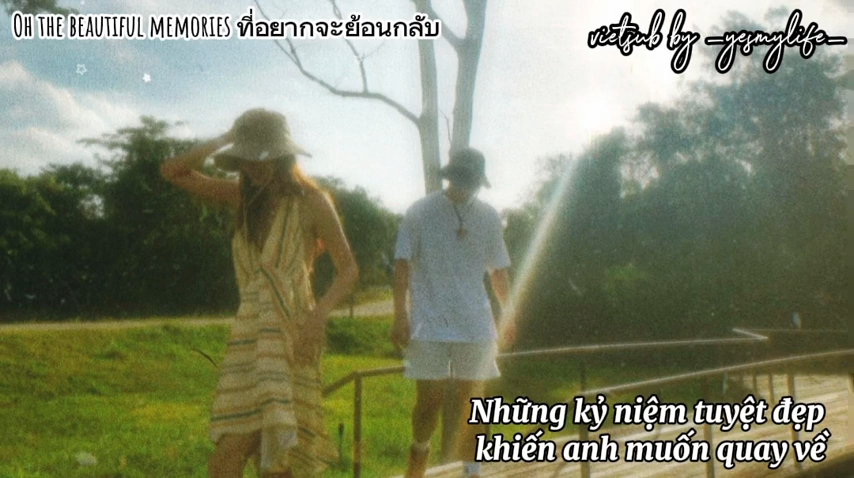 OH THE BEAUTIFUL MEMORIES ที่อยากจะย้อนกลับ
vietsub by _yesmylife_
Những kỷ niệm tuyệt đẹp
khiến anh muốn quay về